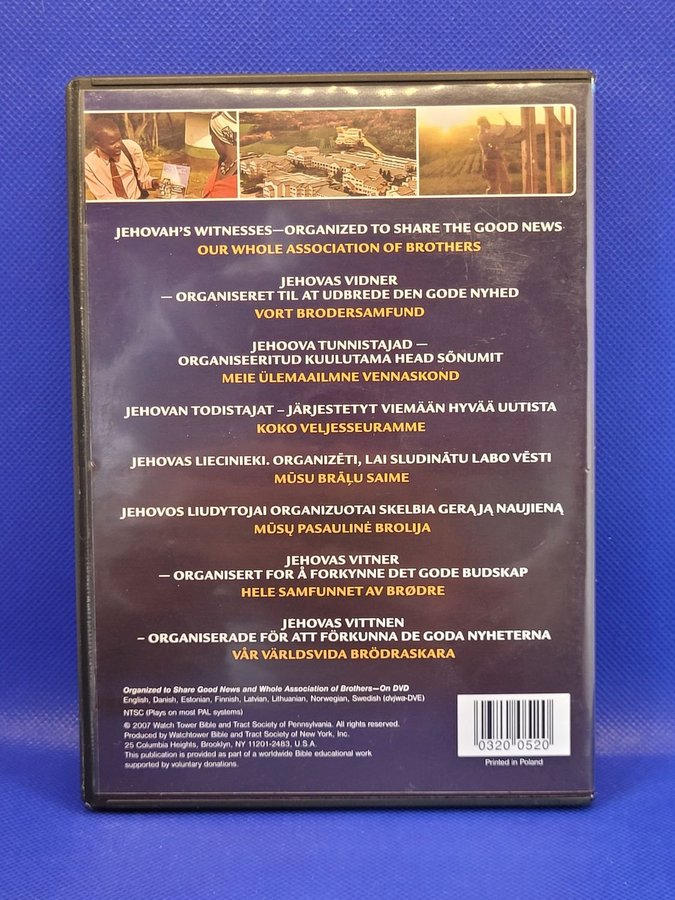 JEHOVAH'S WITNESSES—ORGANIZED TO SHARE THE GOOD NEWS
OUR WHOLE ASSOCIATION OF BROTHERS
JEHOVAS VIDNER
— ORGANISERET TIL AT UDBREDE DEN GODE NYHED
VORT BRODERSAMFUND
JEHOOVA TUNNISTAJAD —
ORGANISEERITUD KUULUTAMA HEAD SÕNUMIT
MEIE ÜLEMAAILMNE VENNASKOND
JEHOVAN TODISTAJAT – JÄRJESTETYT VIEMÄÄN HYVÄÄ UUTISTA
KOKO VELJESSEURAMME
JEHOVAS LIECINIEKI. ORGANIZĒTI, LAI SLUDINĀTU LABO VĒSTI
MŪSU BRĀĻU SAIME
JEHOVOS LIUDYTOJAI ORGANIZUOTAI SKELBIA GERĄJĄ NAUJIENĄ
MŪSŲ PASAULINĖ BROLIJA
JEHOVAS VITNER
— ORGANISERT FOR Å FORKYNNE DET GODE BUDSKAP
HELE SAMFUNNET AV BRØDRE
JEHOVAS VITTNEN
– ORGANISERADE FÖR ATT FÖRKUNNA DE GODA NYHETERNA
VÅR VÄRLDSVIDA BRÖDRASKARA
Organized to Share Good News and Whole Association of Brothers—On DVD
English, Danish, Estonian, Finnish, Latvian, Lithuanian, Norwegian, Swedish (dvjwa-DVE)
NTSC (Plays on most PAL systems)
© 2007 Watch Tower Bible and Tract Society of Pennsylvania. All rights reserved.
Produced by Watchtower Bible and Tract Society of New York, Inc.
25 Columbia Heights, Brooklyn, NY 11201-2483, U.S.A.
This publication is provided as part of a worldwide Bible educational work
supported by voluntary donations.
0320 0520
Printed in Poland